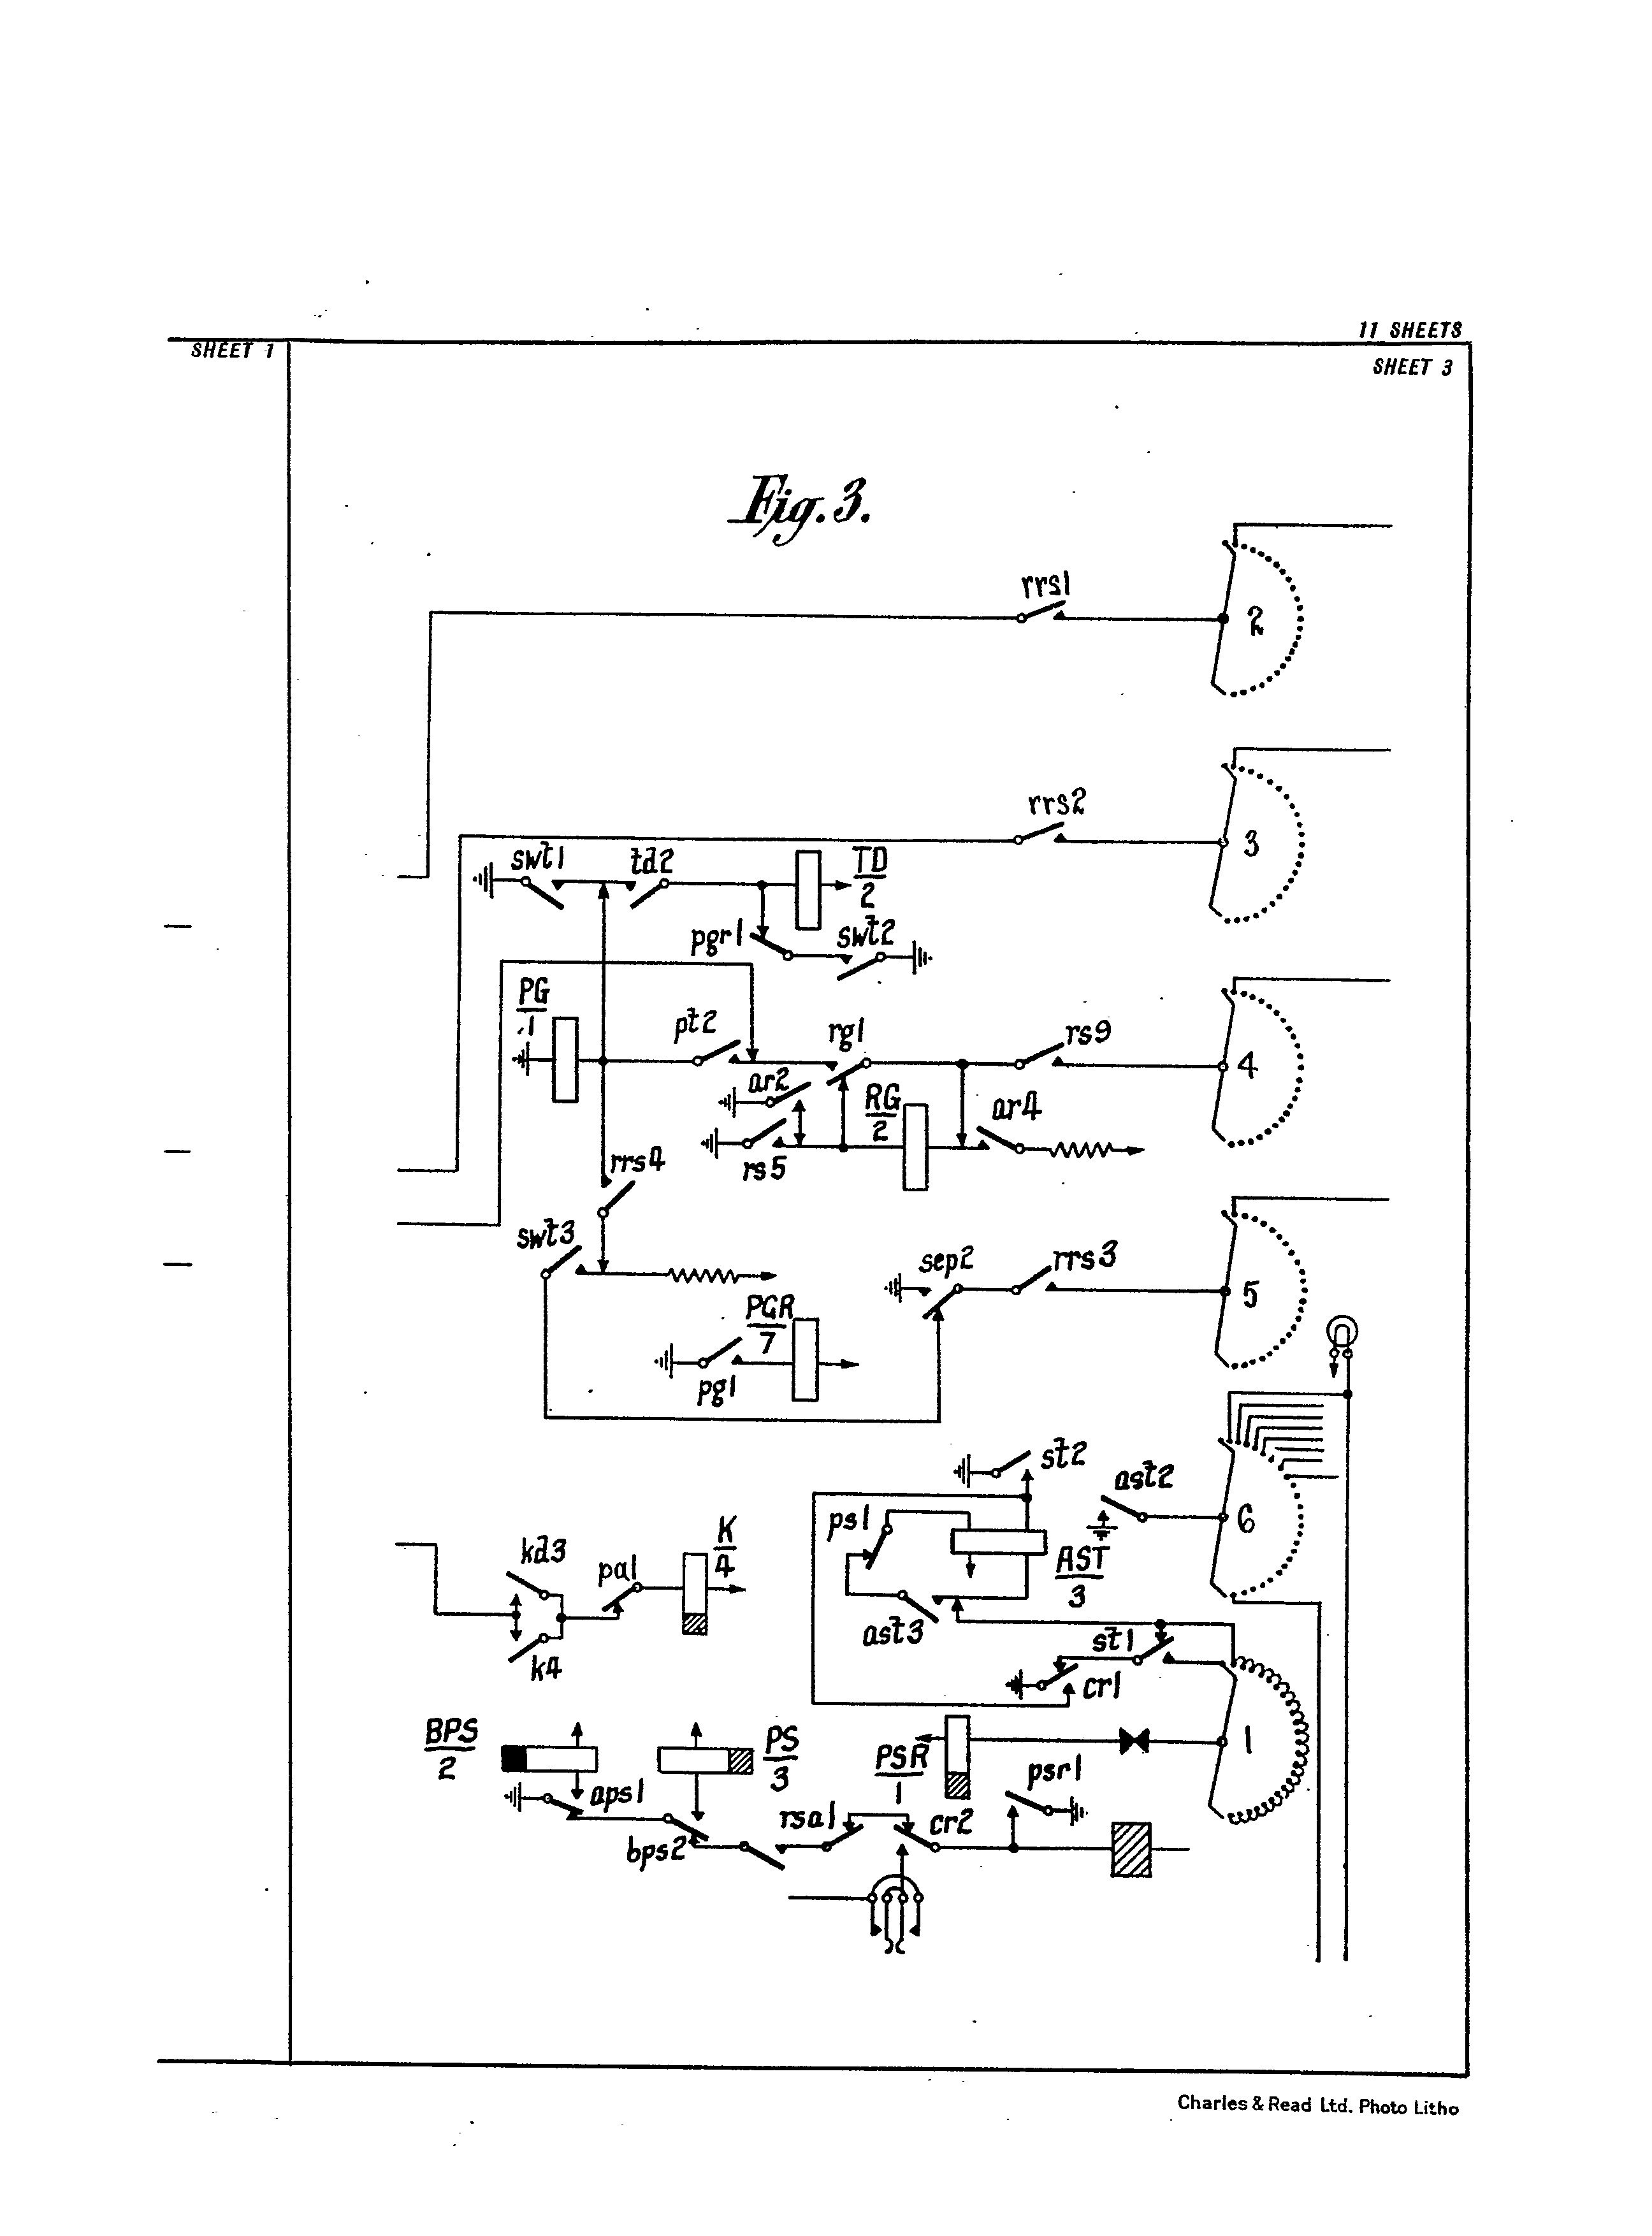 11 SHEETS
SHEET 1
SHEET 3
Fig. 3.
rrs1
2
rrs2
3
swt1
td2
TD
2
pgr1
swt2
PG
1
pt2
rg1
rs9
4
ar2
RG
2
ar4
rs5
rrs4
swt3
sep2
rrs3
5
PGR
7
pg1
st2
ast2
6
ps1
AST
3
kd3
pa1
K
4
k4
ast3
st1
cr1
1
BPS
2
PS
3
PSR
1
psr1
aps1
rsa1
cr2
bps2
Charles & Read Ltd. Photo Litho